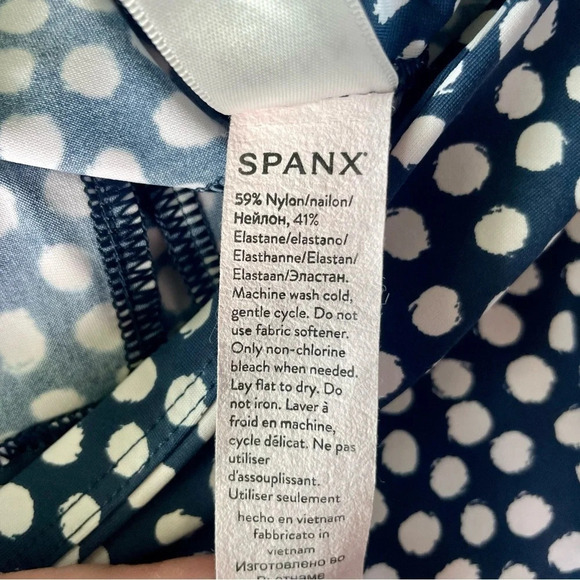 SPANX®
59% Nylon/nailon/
Нейлон, 41%
Elastane/elastano/
Elasthanne/Elastan/
Elastaan/Эластан.
Machine wash cold,
gentle cycle. Do not
use fabric softener.
Only non-chlorine
bleach when needed.
Lay flat to dry. Do
not iron. Laver à
froid en machine,
cycle délicat. Ne pas
utiliser
d'assouplissant.
Utiliser seulement
hecho en vietnam
fabbricato in
vietnam
Изготовлено во
Вьетнаме